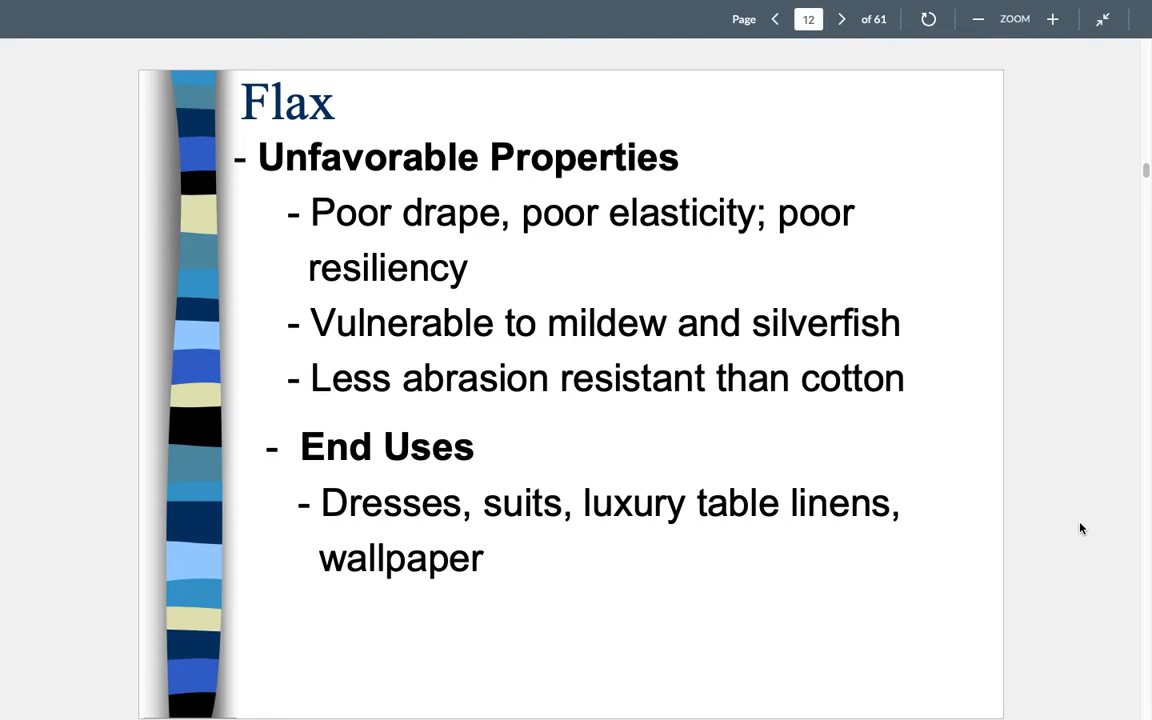 Page 12 of 61 ZOOM
Flax
- Unfavorable Properties
- Poor drape, poor elasticity; poor
resiliency
- Vulnerable to mildew and silverfish
- Less abrasion resistant than cotton
- End Uses
- Dresses, suits, luxury table linens,
wallpaper